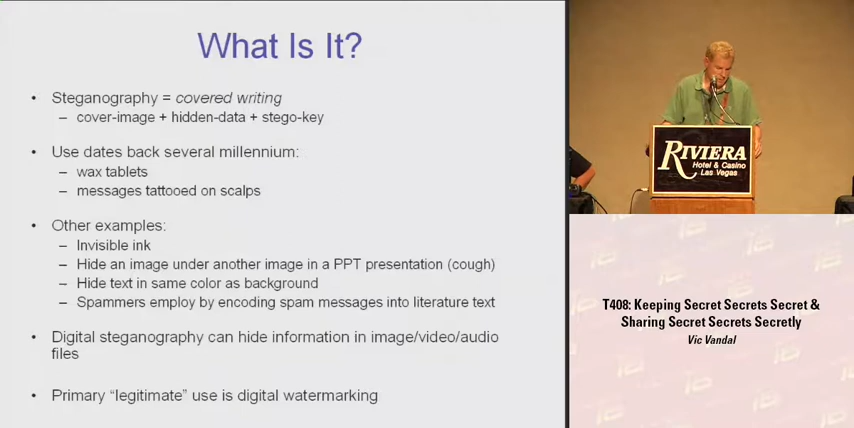 What Is It?
• Steganography = covered writing
– cover-image + hidden-data + stego-key
• Use dates back several millennium:
– wax tablets
– messages tattooed on scalps
• Other examples:
– Invisible ink
– Hide an image under another image in a PPT presentation (cough)
– Hide text in same color as background
– Spammers employ by encoding spam messages into literature text
• Digital steganography can hide information in image/video/audio
files
• Primary “legitimate” use is digital watermarking
RIVIERA
Hotel & Casino
Las Vegas
T408: Keeping Secret Secrets Secret &
Sharing Secret Secrets Secretly
Vic Vandal